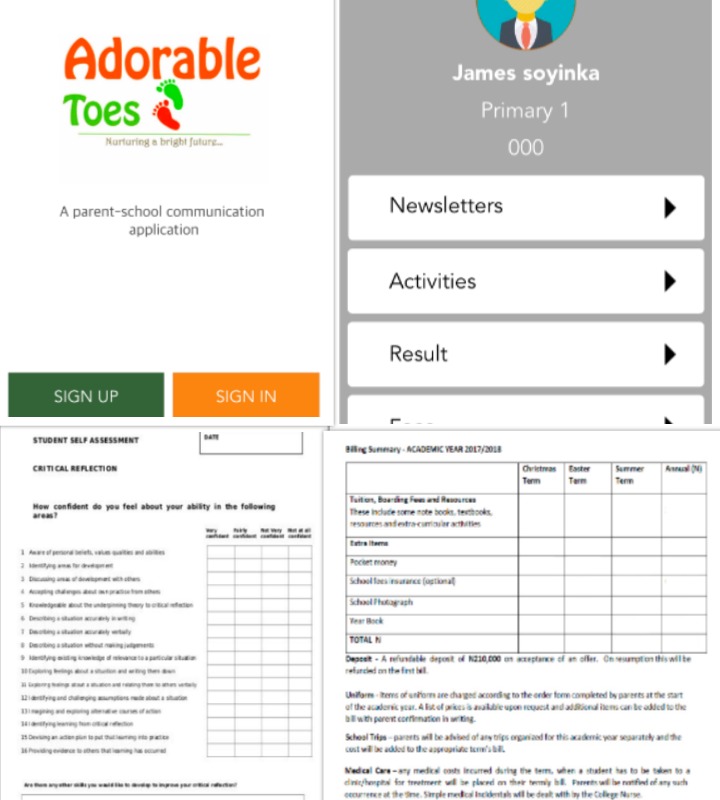 Adorable
Toes
Nurturing a bright future...
A parent-school communication
application
SIGN UP
SIGN IN
James soyinka
Primary 1
000
Newsletters
Activities
Result
Fees
STUDENT SELF ASSESSMENT
DATE
CRITICAL REFLECTION
How confident do you feel about your ability in the following
areas?
Very confident Fairly confident Not Very confident Not at all confident
1 Aware of personal beliefs, values qualities and abilities
2 Identifying areas for development
3 Discussing areas of development with others
4 Accepting challenges about own practice from others
5 Knowledgeable about the underpinning theory to critical reflection
6 Describing a situation accurately in writing
7 Describing a situation accurately verbally
8 Describing a situation without making judgements
9 Identifying existing knowledge of relevance to a particular situation
10 Exploring feelings about a situation and writing them down
11 Exploring feelings about a situation and relating them to others verbally
12 Identifying and challenging assumptions made about a situation
13 Imagining and exploring alternative courses of action
14 Identifying learning from critical reflection
15 Devising an action plan to put that learning into practice
16 Providing evidence to others that learning has occurred
Are there any other skills you would like to develop to improve your critical reflection?
Billing Summary - ACADEMIC YEAR 2017/2018
Christmas Term Easter Term Summer Term Annual (N)
Tuition, Boarding Fees and Resources
These include some note books, textbooks,
resources and extra-curricular activities
Extra Items
Pocket money
School fees insurance (optional)
School Photograph
Year Book
TOTAL N
Deposit - A refundable deposit of N210,000 on acceptance of an offer. On resumption this will be
refunded on the first bill.
Uniform - Items of uniform are charged according to the order form completed by parents at the start
of the academic year. A list of prices is available upon request and additional items can be added to the
bill with parent confirmation in writing.
School Trips - parents will be advised of any trips organized for this academic year separately and the
cost will be added to the appropriate term's bill.
Medical Care - any medical costs incurred during the term, when a student has to be taken to a
clinic/hospital for treatment will be placed on their termly bill. Parents will be notified of any such
occurrence at the time. Simple medical incidentals will be dealt with by the College Nurse.